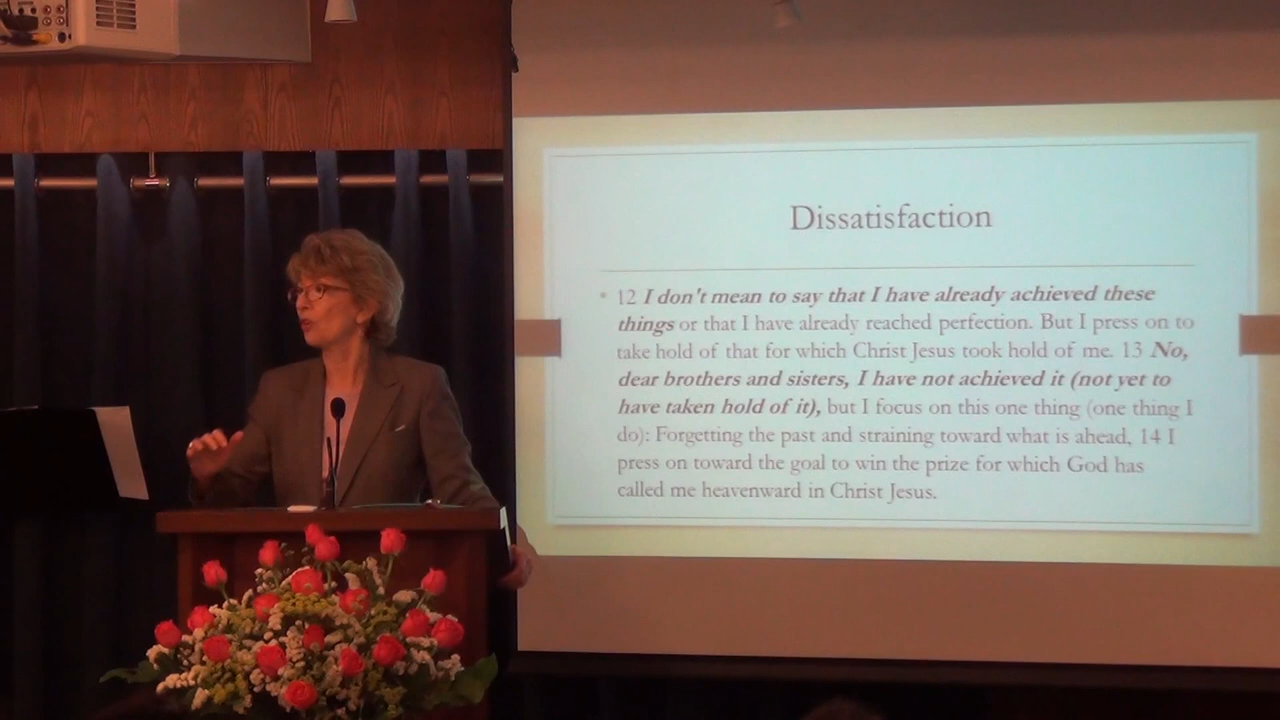 Dissatisfaction
• 12 I don't mean to say that I have already achieved these
things or that I have already reached perfection. But I press on to
take hold of that for which Christ Jesus took hold of me. 13 No,
dear brothers and sisters, I have not achieved it (not yet to
have taken hold of it), but I focus on this one thing (one thing I
do): Forgetting the past and straining toward what is ahead, 14 I
press on toward the goal to win the prize for which God has
called me heavenward in Christ Jesus.